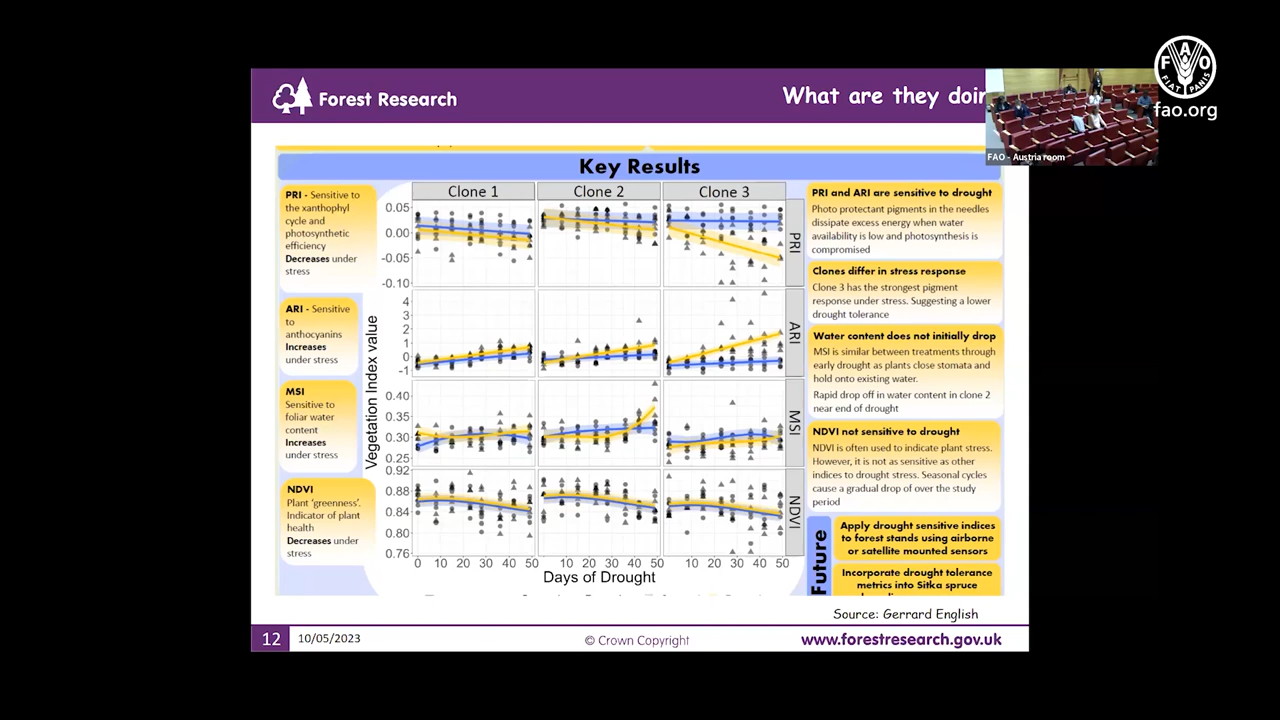 Forest Research
What are they doin
FAO
FIAT PANIS
fao.org
FAO - Austria room
Key Results
PRI - Sensitive to
the xanthophyl
cycle and
photosynthetic
efficiency
Decreases under
stress
ARI - Sensitive
to
anthocyanins
Increases
under stress
MSI
Sensitive to
foliar water
content
Increases
under stress
NDVI
Plant ‘greenness’.
Indicator of plant
health
Decreases under
stress
Vegetation Index value
Clone 1 Clone 2 Clone 3
0.05
0.00
-0.05
-0.10
PRI
4
3
2
1
0
-1
ARI
0.40
0.35
0.30
0.25
MSI
0.92
0.88
0.84
0.80
0.76
NDVI
0 10 20 30 40 50 10 20 30 40 50 10 20 30 40 50
Days of Drought
PRI and ARI are sensitive to drought
Photo protectant pigments in the needles
dissipate excess energy when water
availability is low and photosynthesis is
compromised
Clones differ in stress response
Clone 3 has the strongest pigment
response under stress. Suggesting a lower
drought tolerance
Water content does not initially drop
MSI is similar between treatments through
early drought as plants close stomata and
hold onto existing water.
Rapid drop off in water content in clone 2
near end of drought
NDVI not sensitive to drought
NDVI is often used to indicate plant stress.
However, it is not as sensitive as other
indices to drought stress. Seasonal cycles
cause a gradual drop of over the study
period
Future
Apply drought sensitive indices
to forest stands using airborne
or satellite mounted sensors
Incorporate drought tolerance
metrics into Sitka spruce
Source: Gerrard English
12 10/05/2023
© Crown Copyright
www.forestresearch.gov.uk